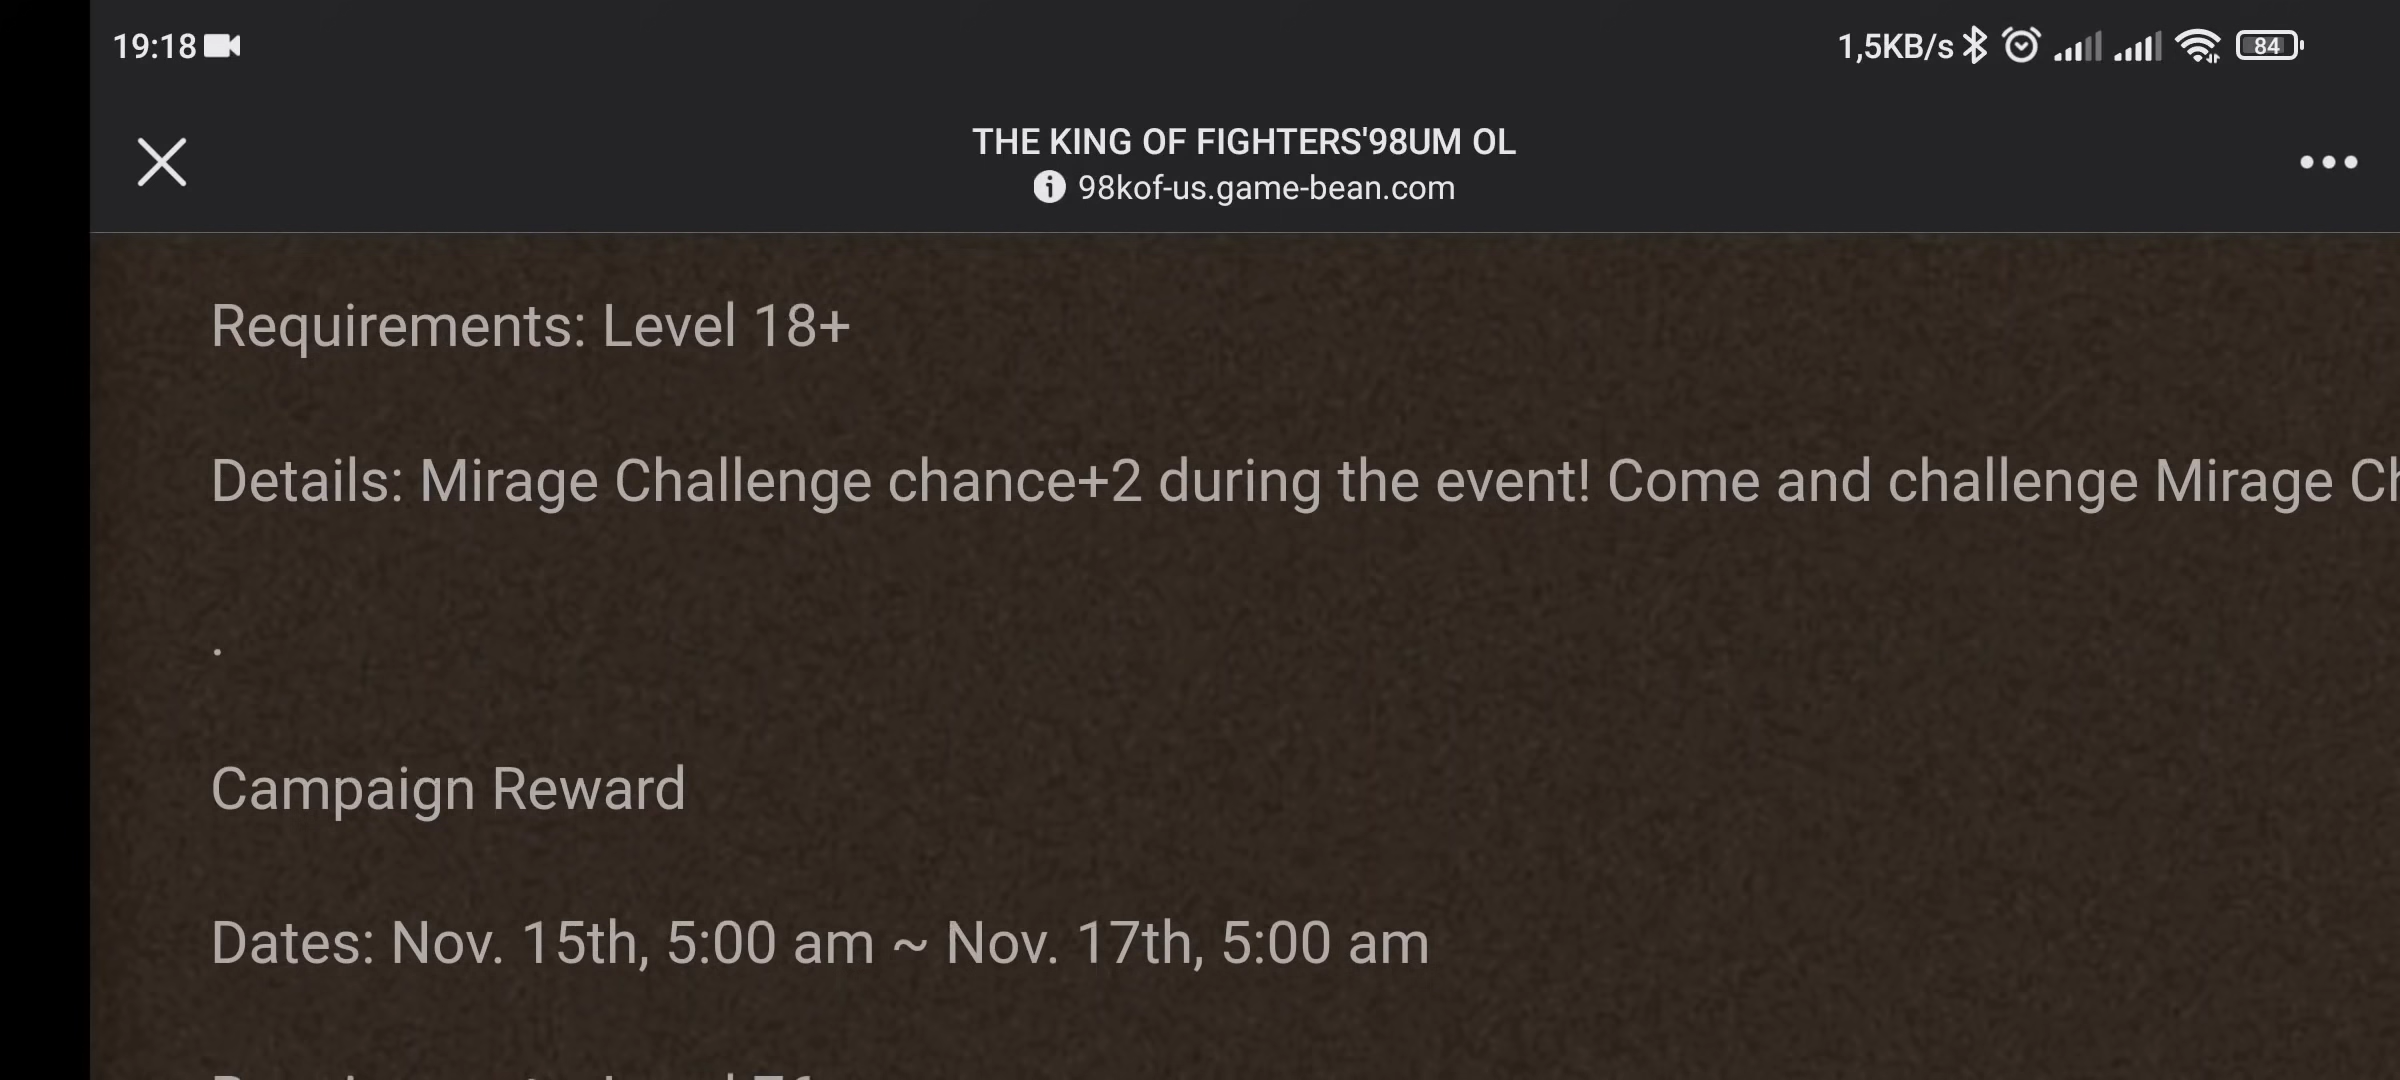 19:18 1,5KB/s 84
THE KING OF FIGHTERS'98UM OL
98kof-us.game-bean.com
Requirements: Level 18+
Details: Mirage Challenge chance+2 during the event! Come and challenge Mirage
.
Campaign Reward
Dates: Nov. 15th, 5:00 am ~ Nov. 17th, 5:00 am